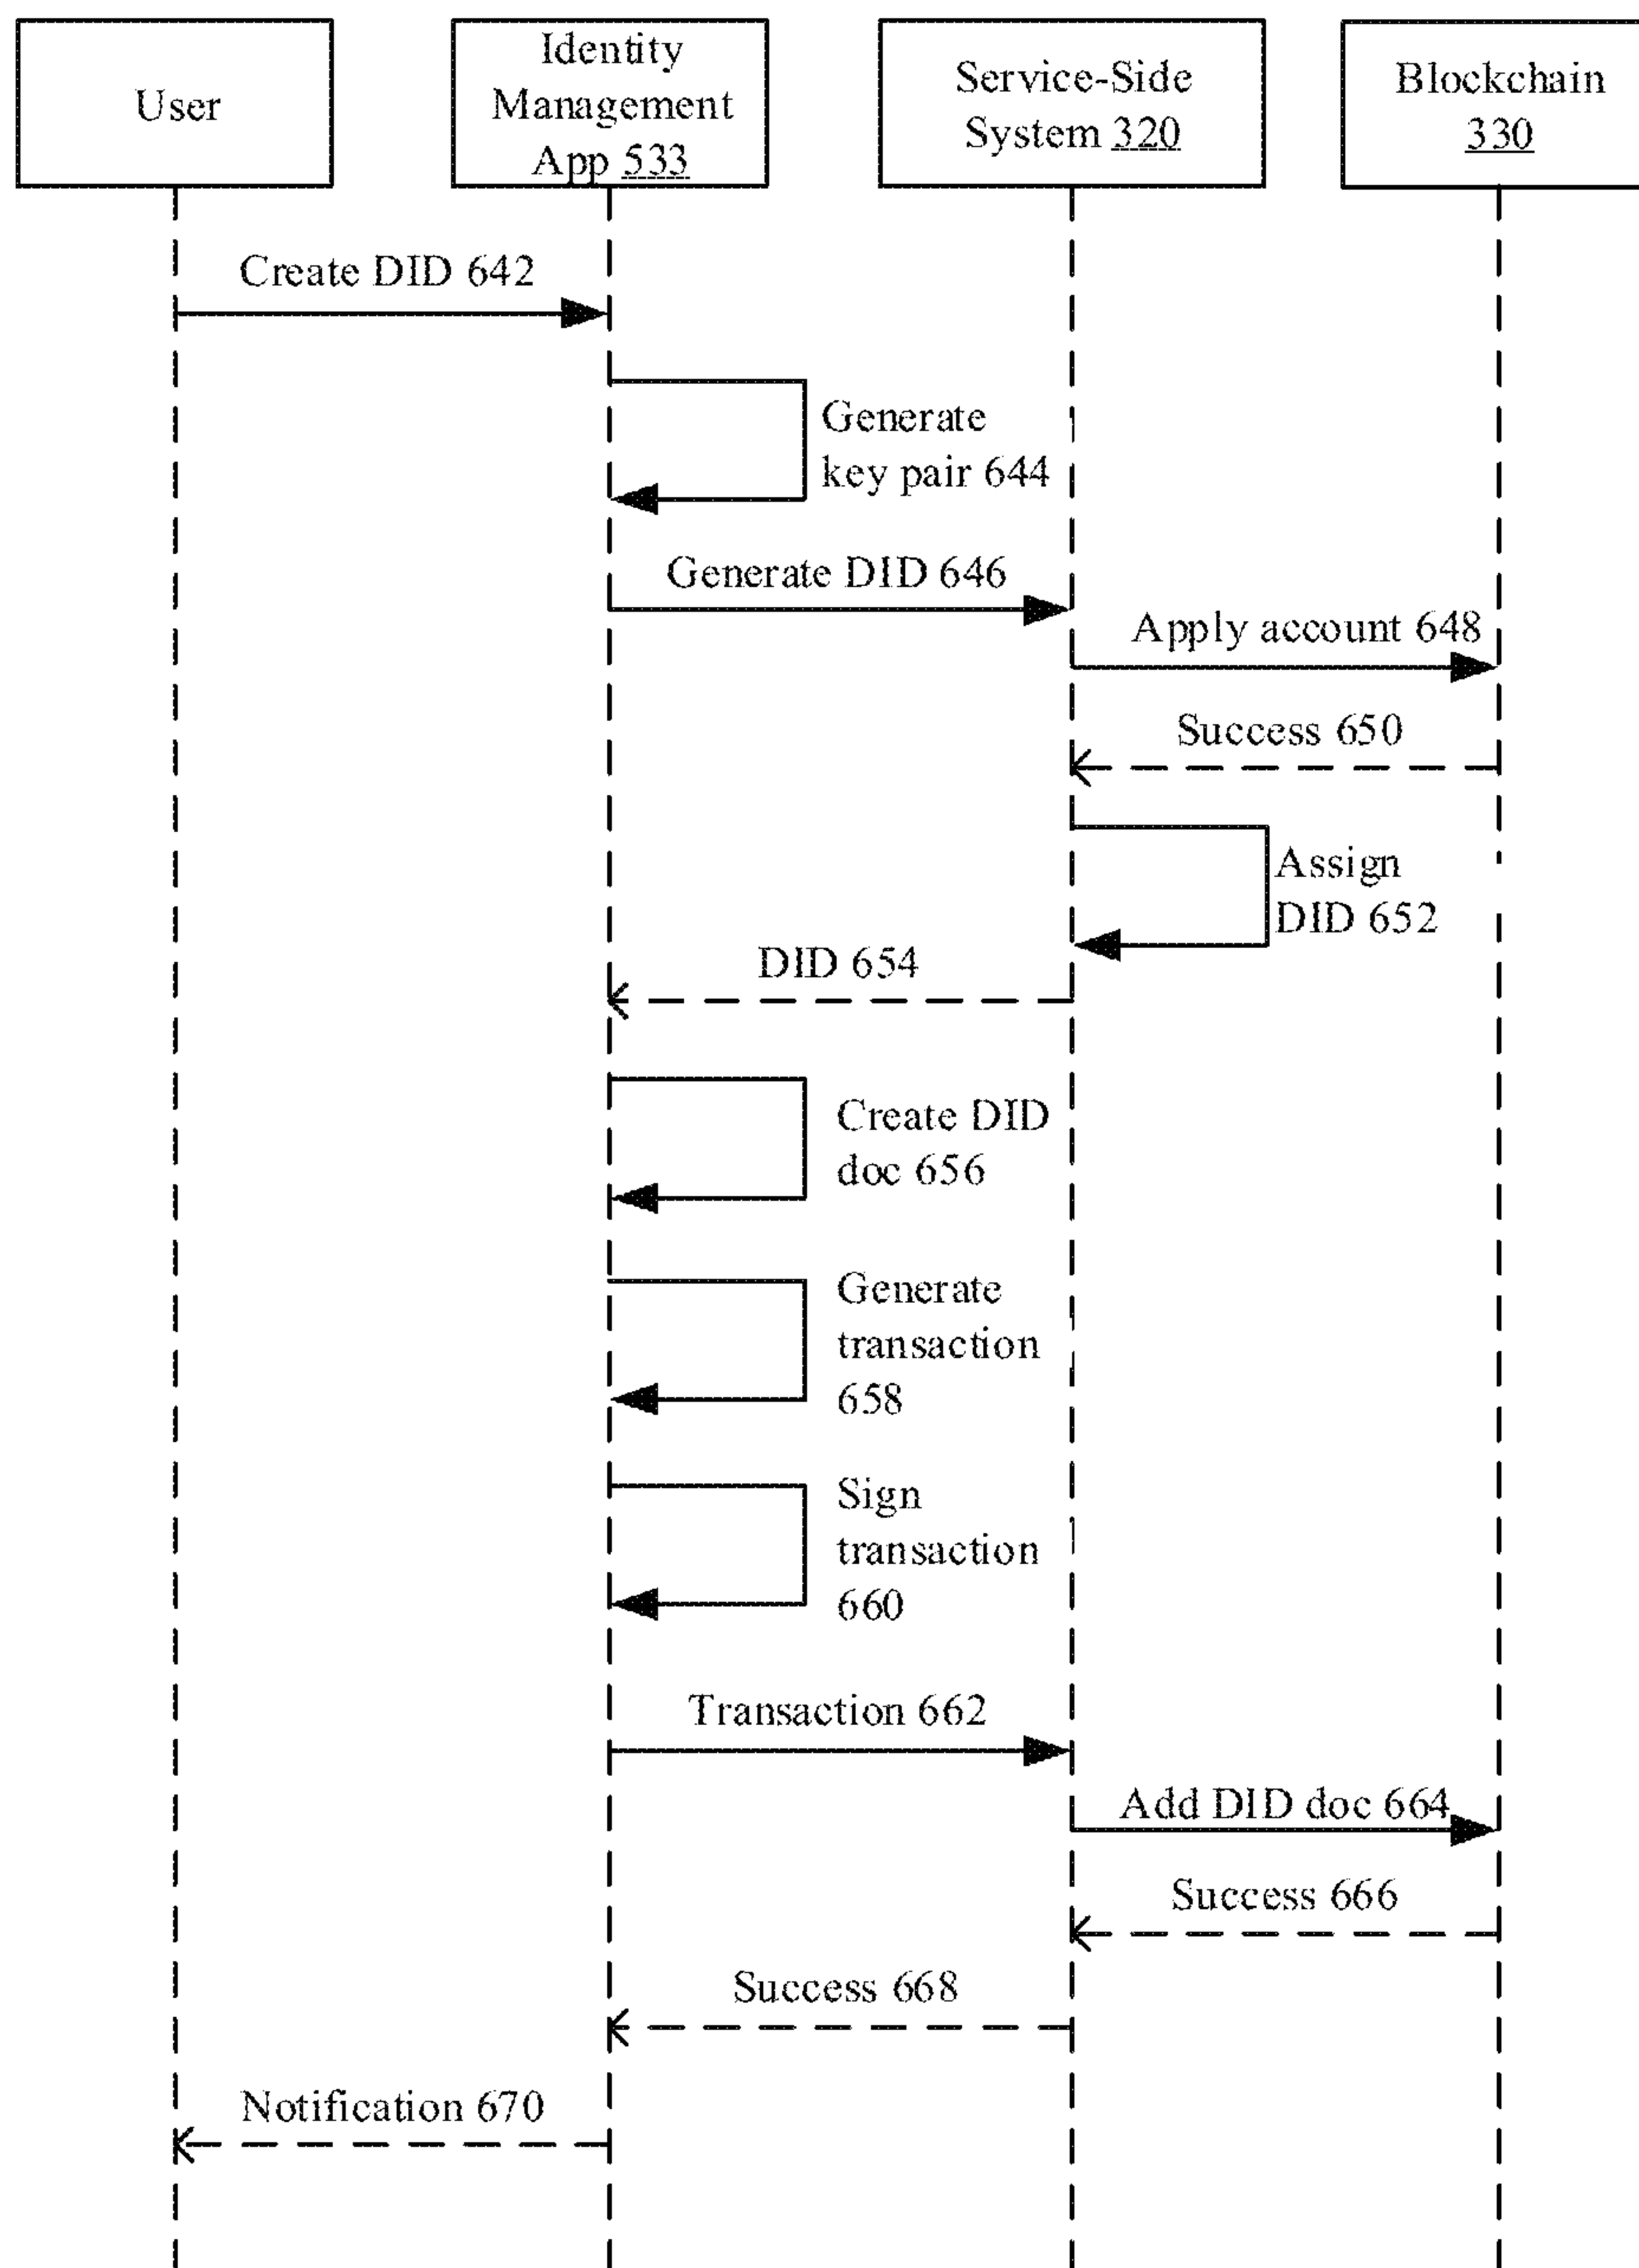 User
Identity
Management
App 533
Service-Side
System 320
Blockchain
330
Create DID 642
Generate
key pair 644
Generate DID 646
Apply account 648
Success 650
Assign
DID 652
DID 654
Create DID
doc 656
Generate
transaction
658
Sign
transaction
660
Transaction 662
Add DID doc 664
Success 666
Success 668
Notification 670